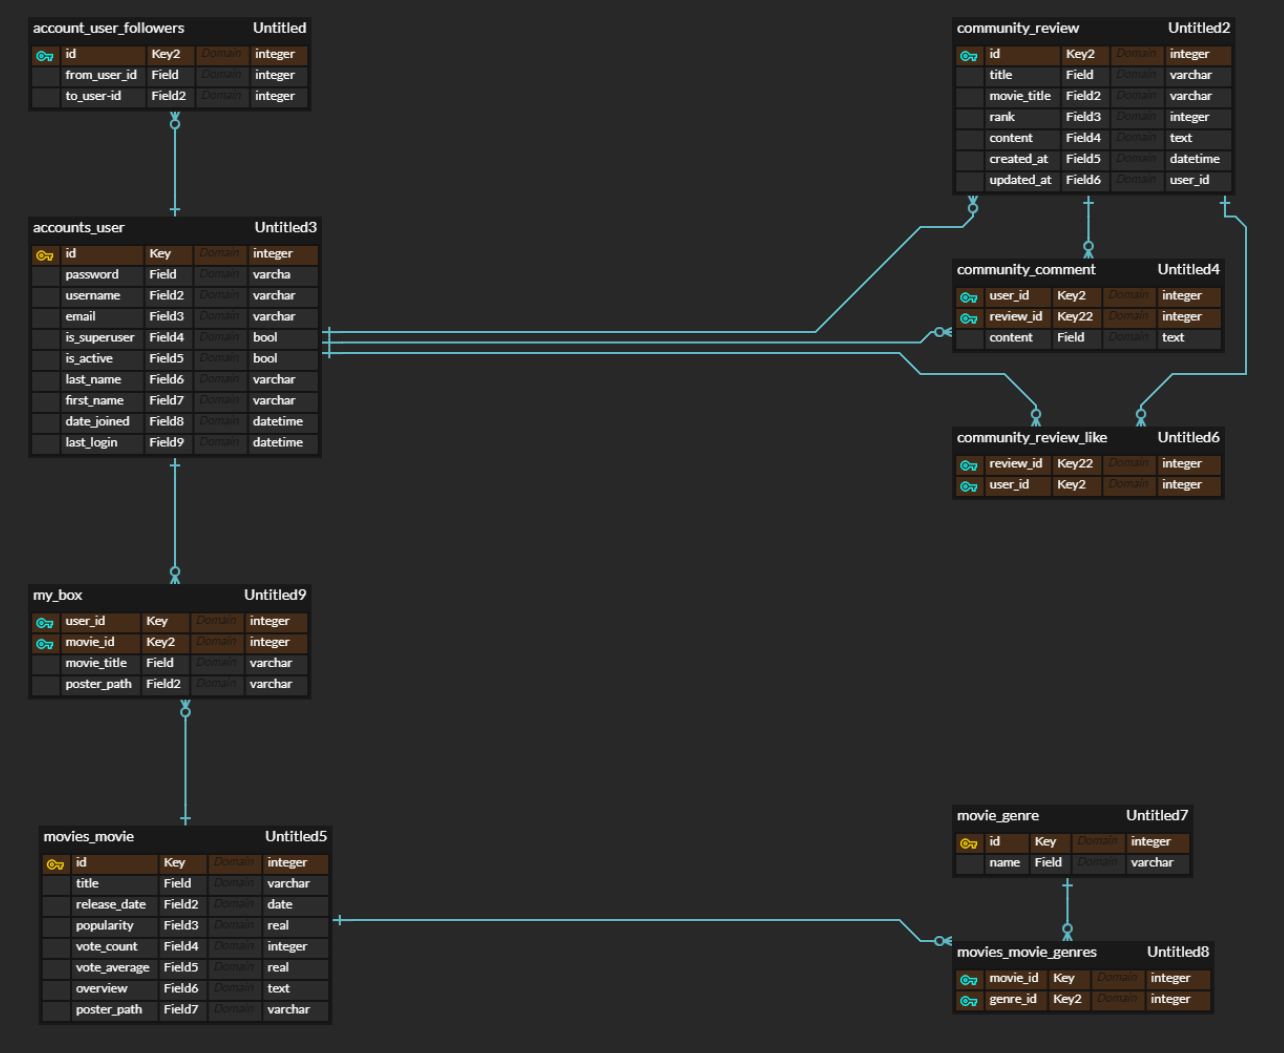 account_user_followers Untitled
id Key2 Domain integer
from_user_id Field Domain integer
to_user-id Field2 Domain integer
accounts_user Untitled3
id Key Domain integer
password Field Domain varcha
username Field2 Domain varchar
email Field3 Domain varchar
is_superuser Field4 Domain bool
is_active Field5 Domain bool
last_name Field6 Domain varchar
first_name Field7 Domain varchar
date_joined Field8 Domain datetime
last_login Field9 Domain datetime
my_box Untitled9
user_id Key Domain integer
movie_id Key2 Domain integer
movie_title Field Domain varchar
poster_path Field2 Domain varchar
movies_movie Untitled5
id Key Domain integer
title Field Domain varchar
release_date Field2 Domain date
popularity Field3 Domain real
vote_count Field4 Domain integer
vote_average Field5 Domain real
overview Field6 Domain text
poster_path Field7 Domain varchar
community_review Untitled2
id Key2 Domain integer
title Field Domain varchar
movie_title Field2 Domain varchar
rank Field3 Domain integer
content Field4 Domain text
created_at Field5 Domain datetime
updated_at Field6 Domain user_id
community_comment Untitled4
user_id Key2 Domain integer
review_id Key22 Domain integer
content Field Domain text
community_review_like Untitled6
review_id Key22 Domain integer
user_id Key2 Domain integer
movie_genre Untitled7
id Key Domain integer
name Field Domain varchar
movies_movie_genres Untitled8
movie_id Key Domain integer
genre_id Key2 Domain integer